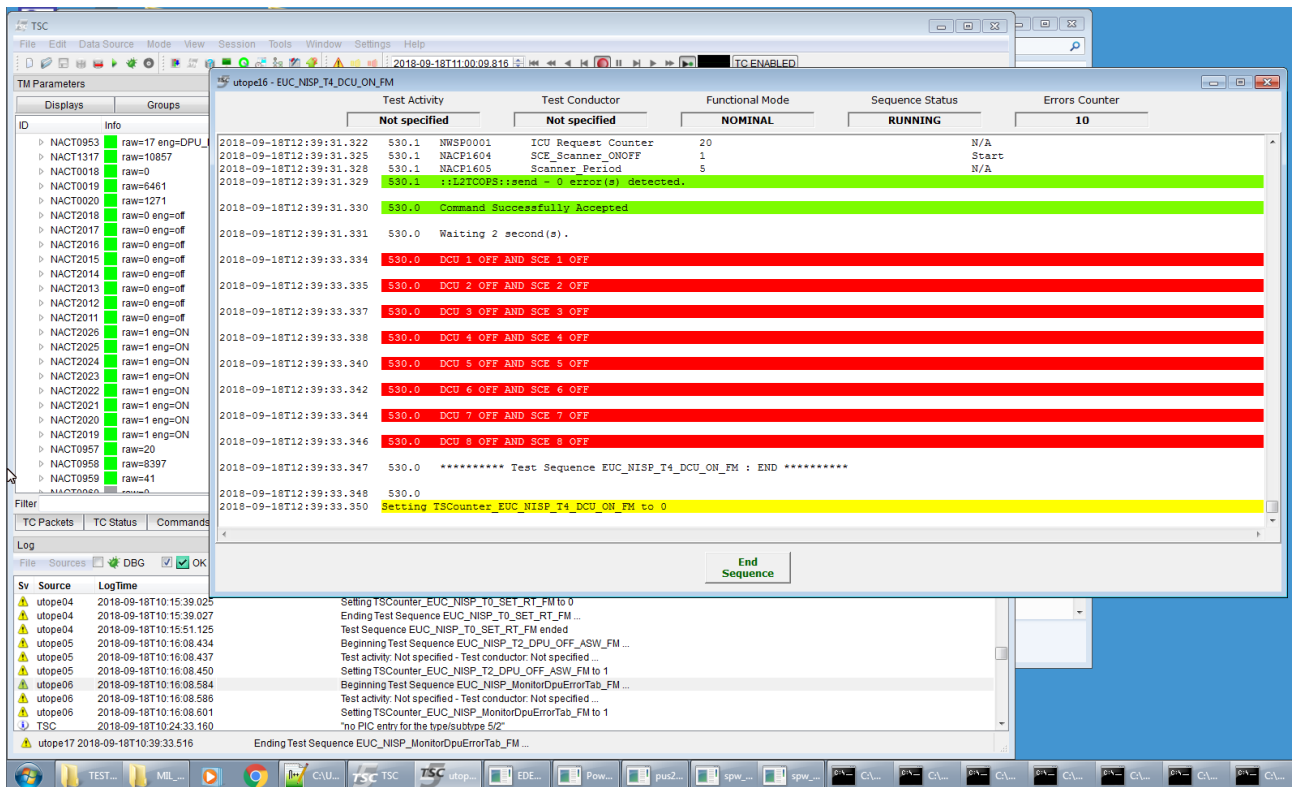 TSC
File Edit Data Source Mode View Session Tools Window Settings Help
2018-09-18T11:00:09.816 TC ENABLED
TM Parameters
Displays Groups
ID Info
NACT0953 raw=17 eng=DPU_
NACT1317 raw=10857
NACT0018 raw=0
NACT0019 raw=6461
NACT0020 raw=1271
NACT2018 raw=0 eng=off
NACT2017 raw=0 eng=off
NACT2016 raw=0 eng=off
NACT2015 raw=0 eng=off
NACT2014 raw=0 eng=off
NACT2013 raw=0 eng=off
NACT2012 raw=0 eng=off
NACT2011 raw=0 eng=off
NACT2026 raw=1 eng=ON
NACT2025 raw=1 eng=ON
NACT2024 raw=1 eng=ON
NACT2023 raw=1 eng=ON
NACT2022 raw=1 eng=ON
NACT2021 raw=1 eng=ON
NACT2020 raw=1 eng=ON
NACT2019 raw=1 eng=ON
NACT0957 raw=20
NACT0958 raw=8397
NACT0959 raw=41
Filter
TC Packets TC Status Commands
utope16 - EUC_NISP_T4_DCU_ON_FM
Test Activity Test Conductor Functional Mode Sequence Status Errors Counter
Not specified Not specified NOMINAL RUNNING 10
2018-09-18T12:39:31.322 530.1 NWSP0001 ICU Request Counter 20 N/A
2018-09-18T12:39:31.325 530.1 NACP1604 SCE_Scanner_ONOFF 1 Start
2018-09-18T12:39:31.328 530.1 NACP1605 Scanner_Period 5 N/A
2018-09-18T12:39:31.329 530.1 ::L2TCOPS::send - 0 error(s) detected.
2018-09-18T12:39:31.330 530.0 Command Successfully Accepted
2018-09-18T12:39:31.331 530.0 Waiting 2 second(s).
2018-09-18T12:39:33.334 530.0 DCU 1 OFF AND SCE 1 OFF
2018-09-18T12:39:33.335 530.0 DCU 2 OFF AND SCE 2 OFF
2018-09-18T12:39:33.337 530.0 DCU 3 OFF AND SCE 3 OFF
2018-09-18T12:39:33.338 530.0 DCU 4 OFF AND SCE 4 OFF
2018-09-18T12:39:33.340 530.0 DCU 5 OFF AND SCE 5 OFF
2018-09-18T12:39:33.342 530.0 DCU 6 OFF AND SCE 6 OFF
2018-09-18T12:39:33.344 530.0 DCU 7 OFF AND SCE 7 OFF
2018-09-18T12:39:33.346 530.0 DCU 8 OFF AND SCE 8 OFF
2018-09-18T12:39:33.347 530.0 ********** Test Sequence EUC_NISP_T4_DCU_ON_FM : END **********
2018-09-18T12:39:33.348 530.0
2018-09-18T12:39:33.350 Setting TSCounter_EUC_NISP_T4_DCU_ON_FM to 0
End
Sequence
Log
File Sources DBG OK
Sv Source LogTime
utope04 2018-09-18T10:15:39.025 Setting TSCounter_EUC_NISP_T0_SET_RT_FM to 0
utope04 2018-09-18T10:15:39.027 Ending Test Sequence EUC_NISP_T0_SET_RT_FM ...
utope04 2018-09-18T10:15:51.125 Test Sequence EUC_NISP_T0_SET_RT_FM ended
utope05 2018-09-18T10:16:08.434 Beginning Test Sequence EUC_NISP_T2_DPU_OFF_ASW_FM ...
utope05 2018-09-18T10:16:08.437 Test activity: Not specified - Test conductor: Not specified ...
utope05 2018-09-18T10:16:08.450 Setting TSCounter_EUC_NISP_T2_DPU_OFF_ASW_FM to 1
utope06 2018-09-18T10:16:08.584 Beginning Test Sequence EUC_NISP_MonitorDpuErrorTab_FM ...
utope06 2018-09-18T10:16:08.586 Test activity: Not specified - Test conductor: Not specified ...
utope06 2018-09-18T10:16:08.601 Setting TSCounter_EUC_NISP_MonitorDpuErrorTab_FM to 1
TSC 2018-09-18T10:24:33.160 "no PIC entry for the type/subtype 5/2"
utope17 2018-09-18T10:39:33.516 Ending Test Sequence EUC_NISP_MonitorDpuErrorTab_FM ...
TEST... MIL_... C:\U... TSC TSC TSC utop... EDE... Pow... pus2... spw_... spw_... C:\... C:\... C:\... C:\... C:\... C:\... C:\...